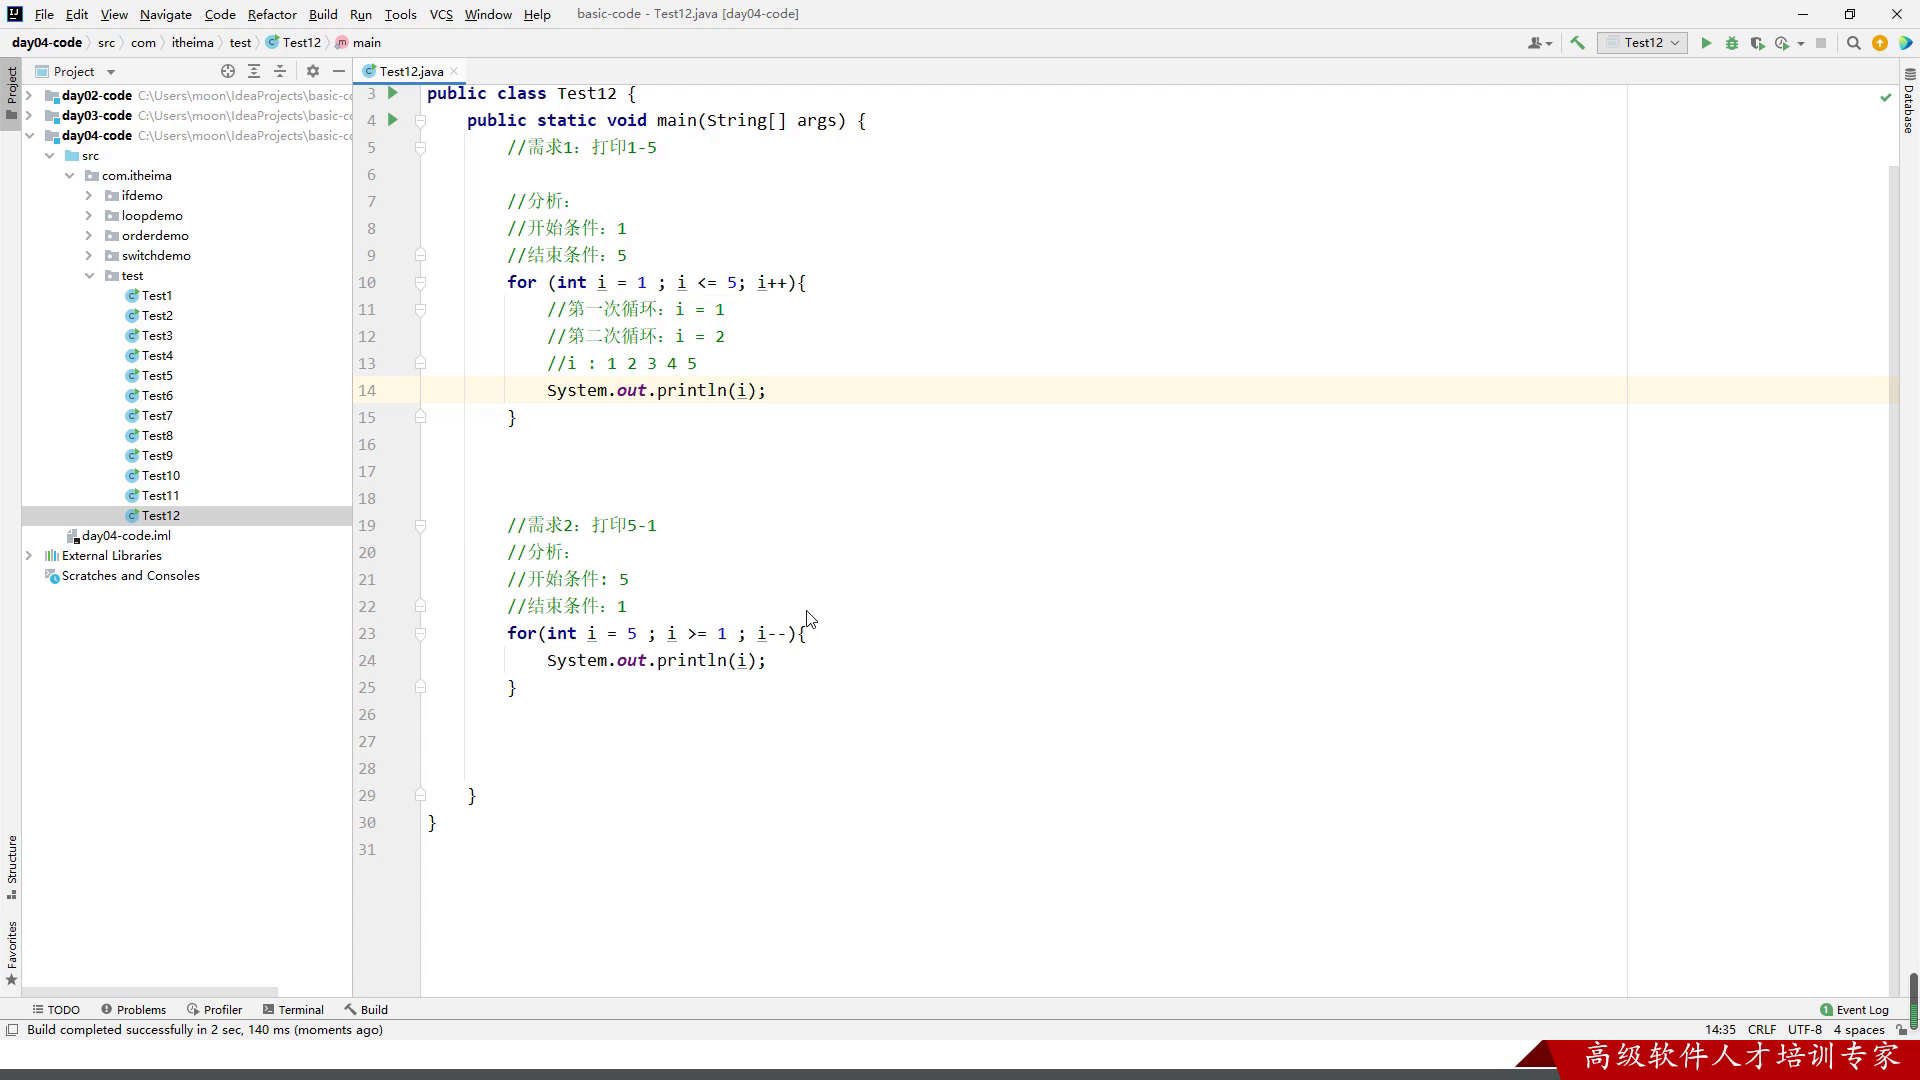 File Edit View Navigate Code Refactor Build Run Tools VCS Window Help basic-code - Test12.java [day04-code]
day04-code src com itheima test Test12 main Test12
Project
Test12.java
day02-code C:\Users\moon\IdeaProjects\basic-co
day03-code C:\Users\moon\IdeaProjects\basic-co
day04-code C:\Users\moon\IdeaProjects\basic-co
src
com.itheima
ifdemo
loopdemo
orderdemo
switchdemo
test
Test1
Test2
Test3
Test4
Test5
Test6
Test7
Test8
Test9
Test10
Test11
Test12
day04-code.iml
External Libraries
Scratches and Consoles
3 public class Test12 {
4 public static void main(String[] args) {
5 //需求1：打印1-5
6
7 //分析：
8 //开始条件：1
9 //结束条件：5
10 for (int i = 1 ; i <= 5; i++){
11 //第一次循环：i = 1
12 //第二次循环：i = 2
13 //i : 1 2 3 4 5
14 System.out.println(i);
15 }
16
17
18
19 //需求2：打印5-1
20 //分析：
21 //开始条件: 5
22 //结束条件：1
23 for(int i = 5 ; i >= 1 ; i--){
24 System.out.println(i);
25 }
26
27
28
29 }
30 }
31
Project
Structure
Favorites
Database
TODO Problems Profiler Terminal Build 1 Event Log
Build completed successfully in 2 sec, 140 ms (moments ago) 14:35 CRLF UTF-8 4 spaces
高级软件人才培训专家